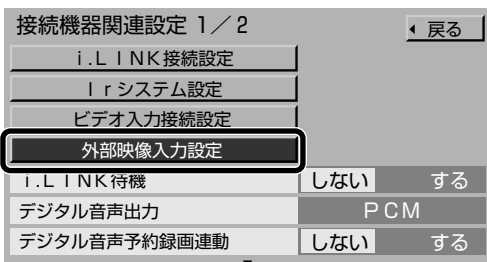 接続機器関連設定 1／2
戻る
i.LINK接続設定
Irシステム設定
ビデオ入力接続設定
外部映像入力設定
i.LINK待機 しない する
デジタル音声出力 PCM
デジタル音声予約録画連動 しない する